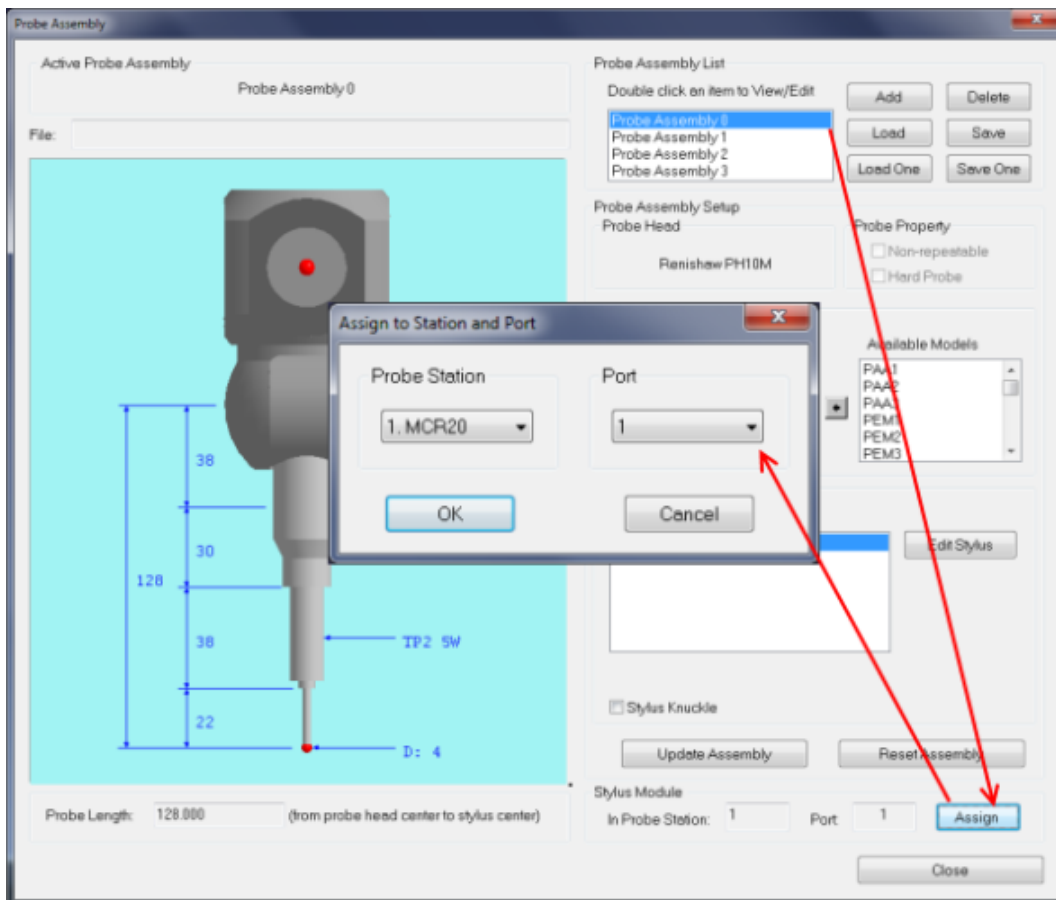 Probe Assembly
Active Probe Assembly
Probe Assembly 0
File:
38
30
128
38
TP2 5W
22
D: 4
Probe Length: 128.000 (from probe head center to stylus center)
Probe Assembly List
Double click an item to View/Edit
Probe Assembly 0
Probe Assembly 1
Probe Assembly 2
Probe Assembly 3
Add Delete
Load Save
Load One Save One
Probe Assembly Setup
Probe Head
Renishaw PH10M
Probe Property
Non-repeatable
Hard Probe
Assign to Station and Port
Probe Station
1. MCR20
Port
1
OK Cancel
Available Models
PAA1
PAA2
PAA3
PEM1
PEM2
PEM3
Edit Stylus
Stylus Knuckle
Update Assembly Reset Assembly
Stylus Module
In Probe Station: 1 Port 1 Assign
Close